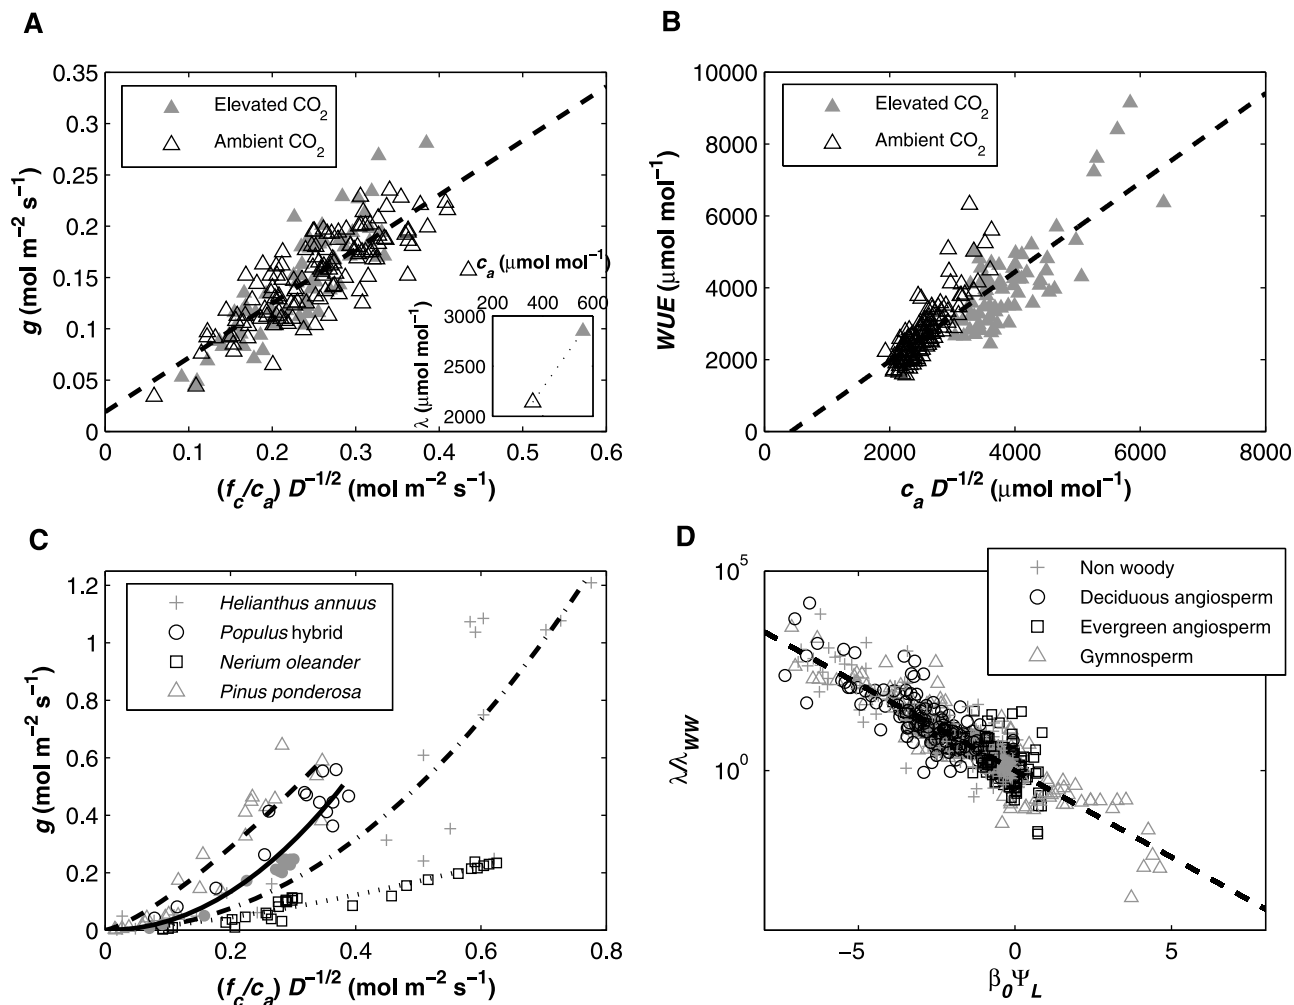 A
g (mol m⁻² s⁻¹)
0.35
0.3
0.25
0.2
0.15
0.1
0.05
0
Elevated CO₂
Ambient CO₂
cₐ (μmol mol⁻¹)
200 400 600
λ (μmol mol⁻¹)
3000
2500
2000
0 0.1 0.2 0.3 0.4 0.5 0.6
(f_c/c_a) D⁻¹/² (mol m⁻² s⁻¹)
B
WUE (μmol mol⁻¹)
10000
8000
6000
4000
2000
0
Elevated CO₂
Ambient CO₂
0 2000 4000 6000 8000
c_a D⁻¹/² (μmol mol⁻¹)
C
g (mol m⁻² s⁻¹)
1.2
1
0.8
0.6
0.4
0.2
0
Helianthus annuus
Populus hybrid
Nerium oleander
Pinus ponderosa
0 0.2 0.4 0.6 0.8
(f_c/c_a) D⁻¹/² (mol m⁻² s⁻¹)
D
λ/λ_WW
10⁵
10⁰
Non woody
Deciduous angiosperm
Evergreen angiosperm
Gymnosperm
−5 0 5
β₀Ψ_L